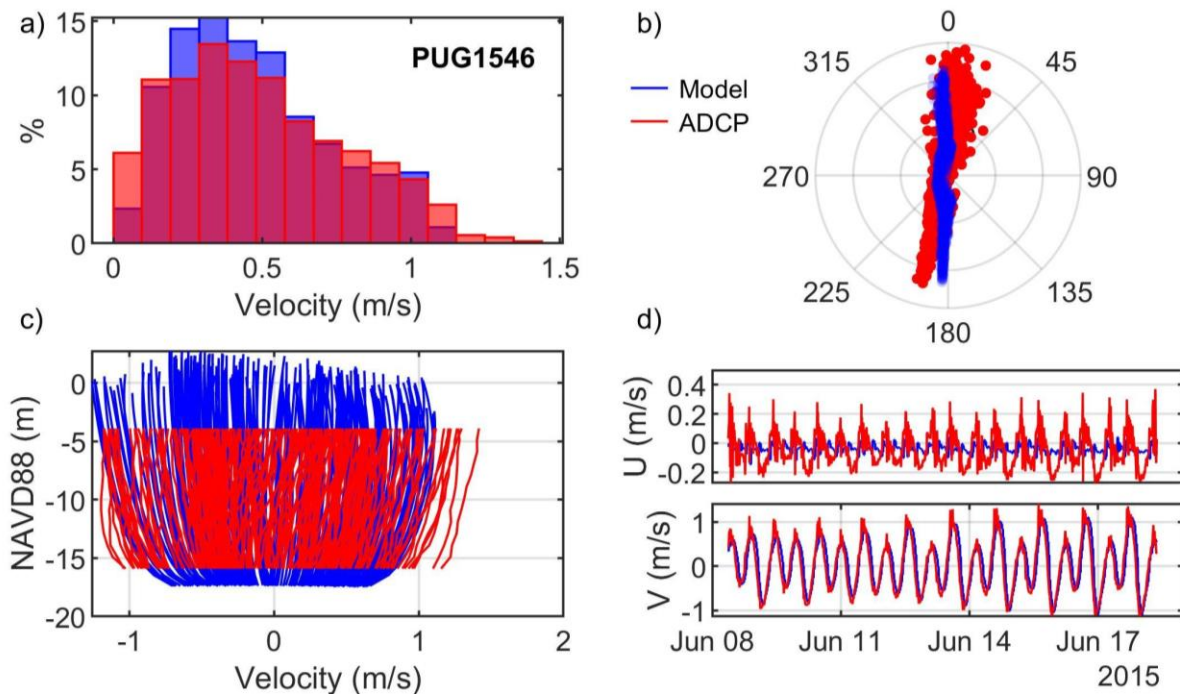 a)
15
10
5
0
%
PUG1546
0
0.5
1
1.5
Velocity (m/s)
b)
Model
ADCP
0
45
90
135
180
225
270
315
c)
0
-5
-10
-15
-20
NAVD88 (m)
-1
0
1
2
Velocity (m/s)
d)
0.4
0.2
0
-0.2
U (m/s)
1
0
-1
V (m/s)
Jun 08
Jun 11
Jun 14
Jun 17
2015